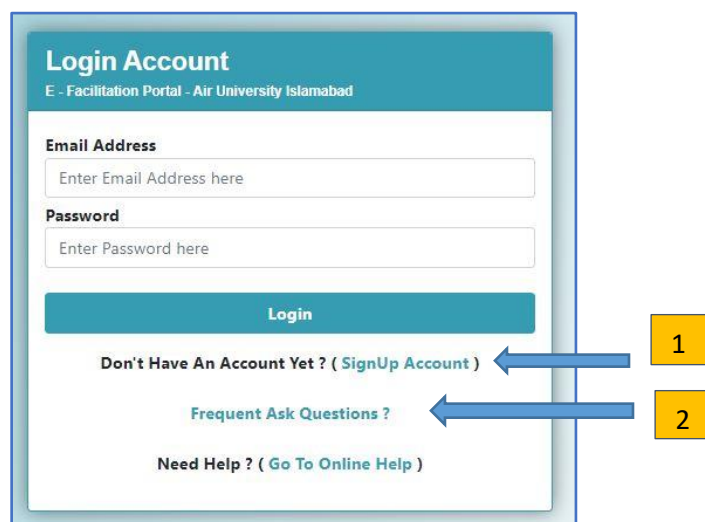 Login Account
E - Facilitation Portal - Air University Islamabad
Email Address
Enter Email Address here
Password
Enter Password here
Login
Don't Have An Account Yet ? ( SignUp Account )
1
Frequent Ask Questions ?
2
Need Help ? ( Go To Online Help )